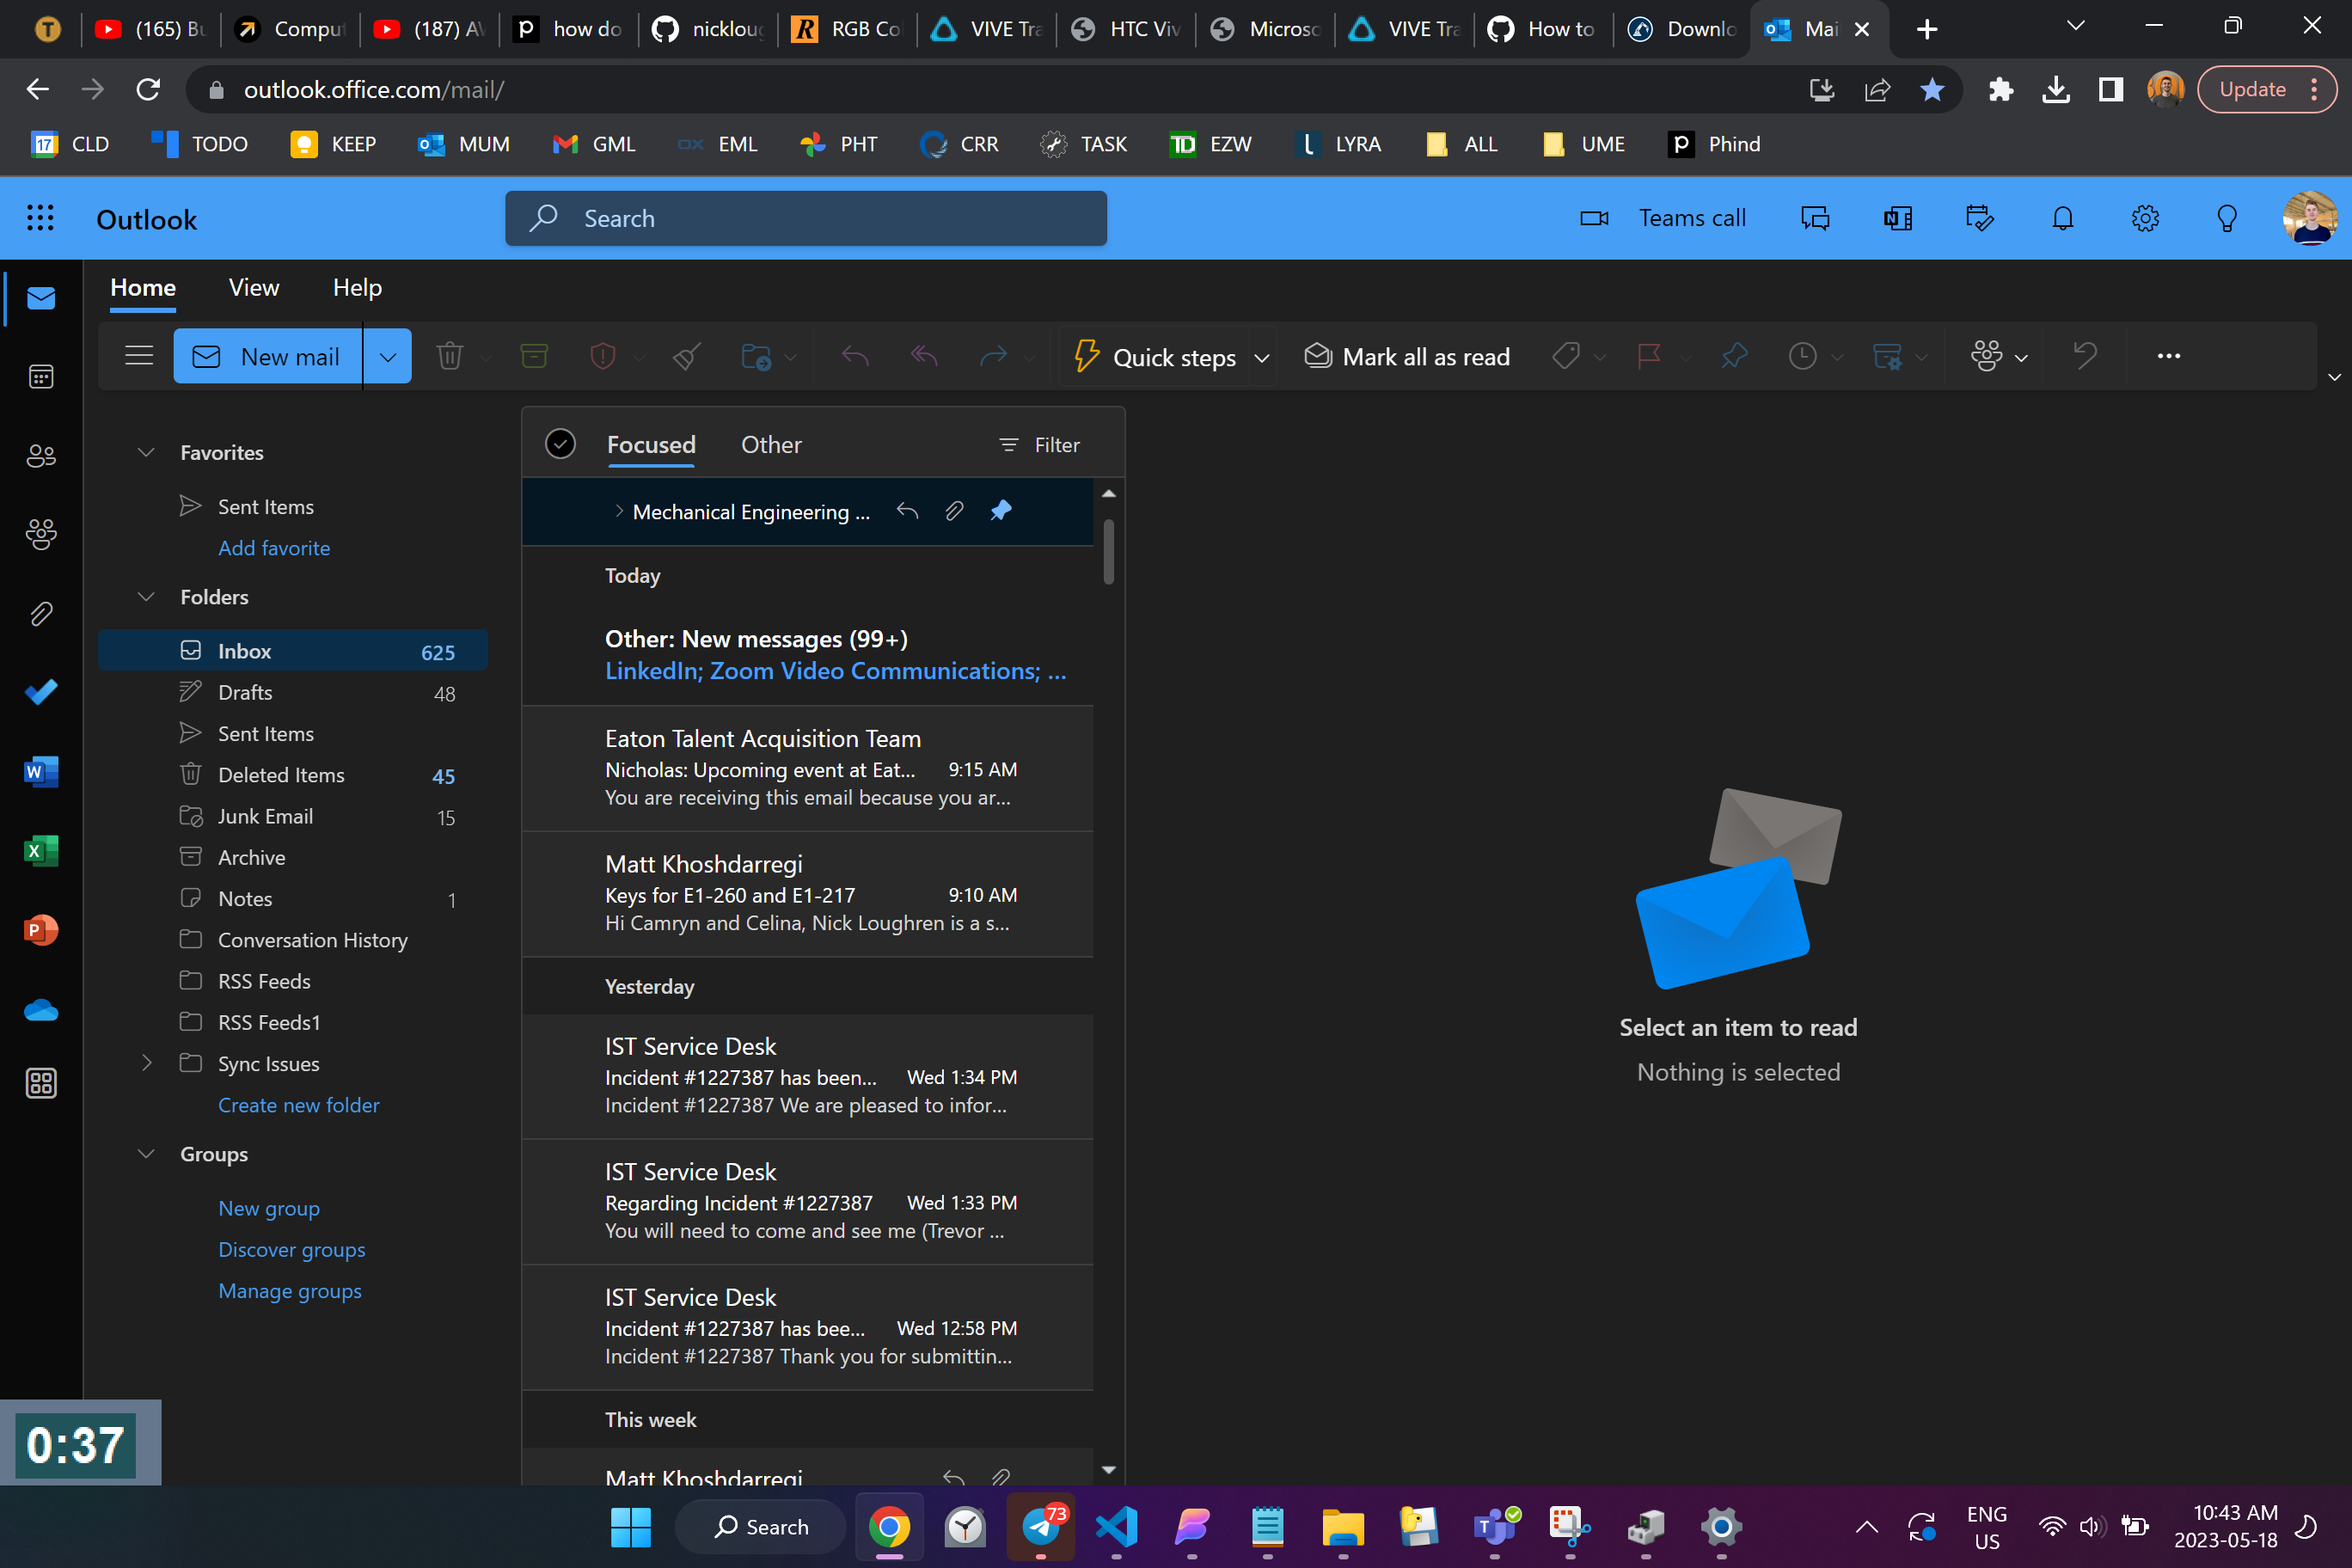 (165) Bu
Comput
(187) AV
how do
nickloug
RGB Co
VIVE Tra
HTC Viv
Microso
VIVE Tra
How to
Downlo
Mai
outlook.office.com/mail/
Update
CLD
TODO
KEEP
MUM
GML
EML
PHT
CRR
TASK
EZW
LYRA
ALL
UME
Phind
Outlook
Search
Teams call
Home
View
Help
New mail
Quick steps
Mark all as read
Favorites
Sent Items
Add favorite
Folders
Inbox 625
Drafts 48
Sent Items
Deleted Items 45
Junk Email 15
Archive
Notes 1
Conversation History
RSS Feeds
RSS Feeds1
Sync Issues
Create new folder
Groups
New group
Discover groups
Manage groups
Focused
Other
Filter
Mechanical Engineering ...
Today
Other: New messages (99+)
LinkedIn; Zoom Video Communications; ...
Eaton Talent Acquisition Team
Nicholas: Upcoming event at Eat... 9:15 AM
You are receiving this email because you ar...
Matt Khoshdarregi
Keys for E1-260 and E1-217 9:10 AM
Hi Camryn and Celina, Nick Loughren is a s...
Yesterday
IST Service Desk
Incident #1227387 has been... Wed 1:34 PM
Incident #1227387 We are pleased to infor...
IST Service Desk
Regarding Incident #1227387 Wed 1:33 PM
You will need to come and see me (Trevor ...
IST Service Desk
Incident #1227387 has bee... Wed 12:58 PM
Incident #1227387 Thank you for submittin...
This week
Matt Khoshdarregi
Select an item to read
Nothing is selected
0:37
Search
73
ENG
US
10:43 AM
2023-05-18